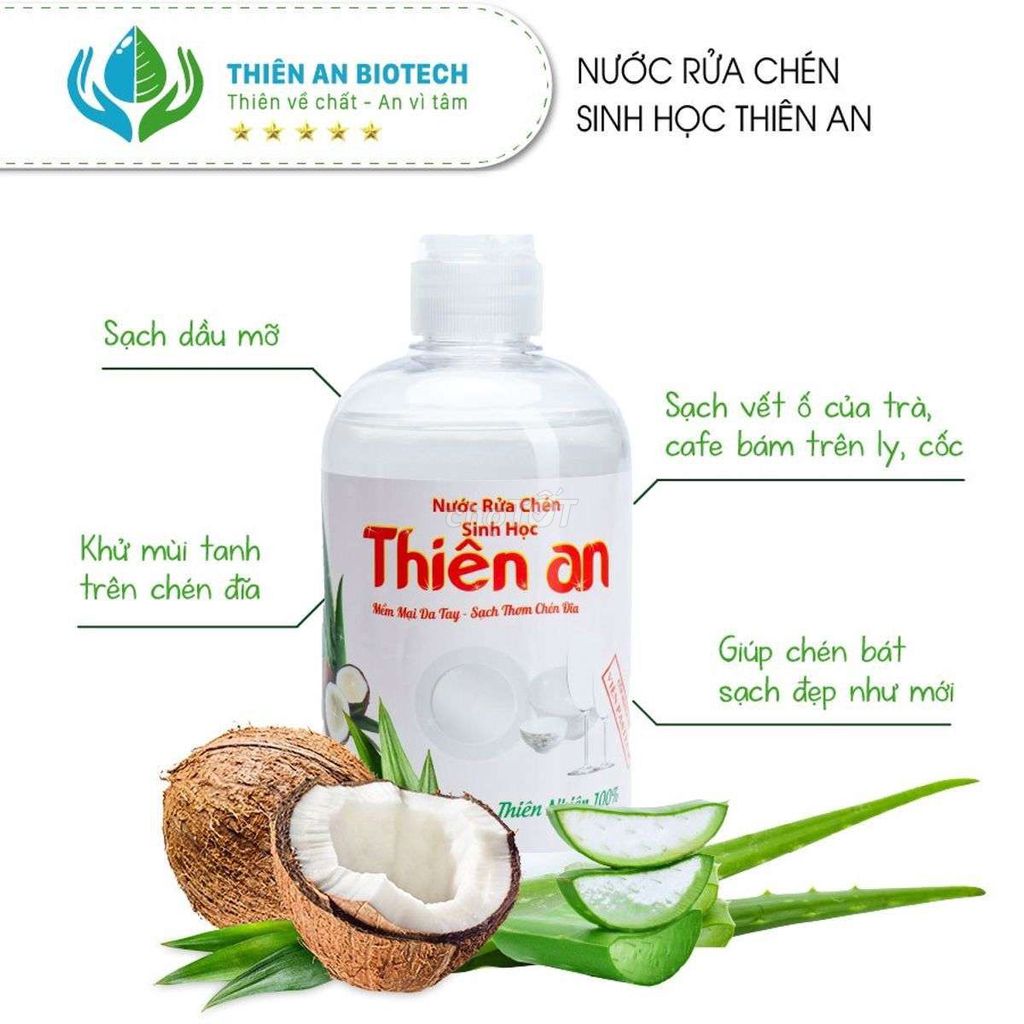 THIÊN AN BIOTECH
Thiên về chất - An vì tâm
NƯỚC RỬA CHÉN
SINH HỌC THIÊN AN
Sạch dầu mỡ
Sạch vết ố của trà,
cafe bám trên ly, cốc
Khử mùi tanh
trên chén đĩa
Giúp chén bát
sạch đẹp như mới
Nước Rửa Chén
Sinh Học
Thiên an
Mềm Mại Da Tay - Sạch Thơm Chén Đĩa
Thiên Nhiên 100%
chợTỐT